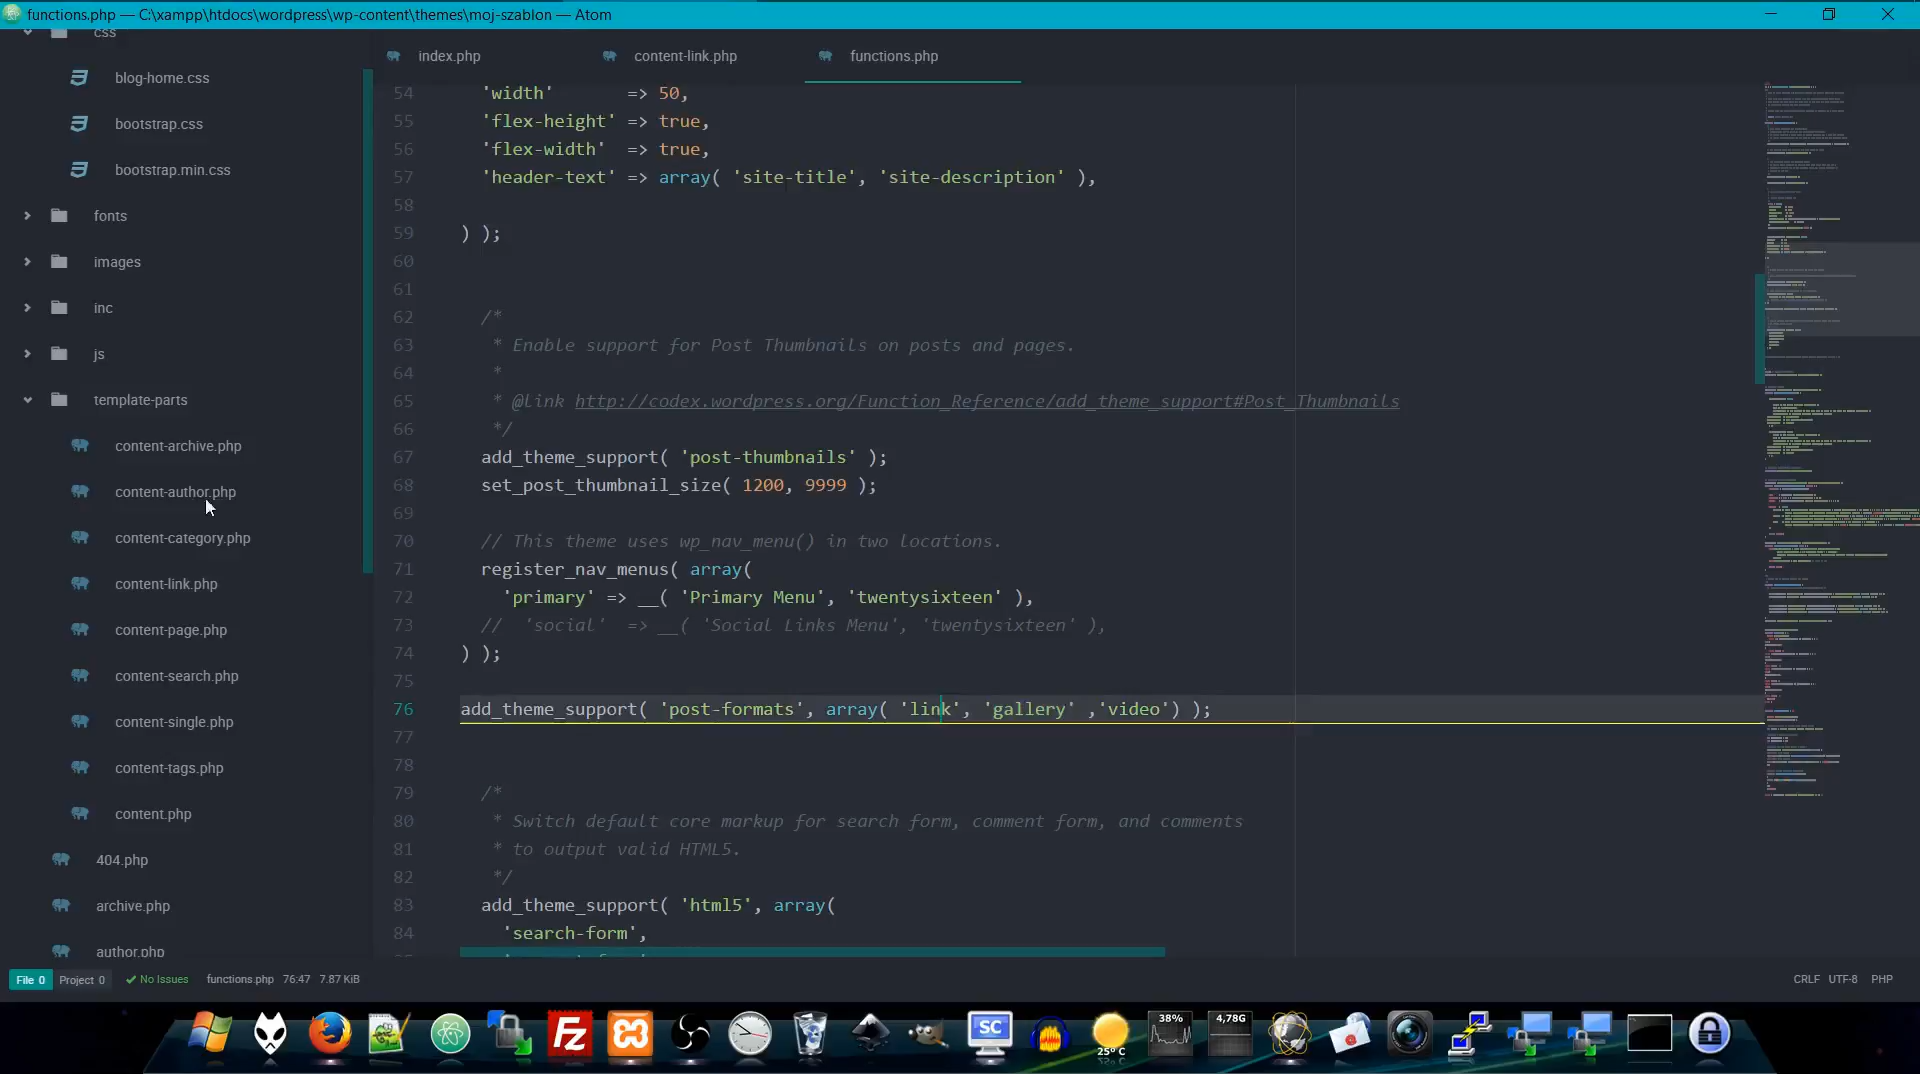 functions.php — C:\xampp\htdocs\wordpress\wp-content\themes\moj-szablon — Atom
css
blog-home.css
bootstrap.css
bootstrap.min.css
fonts
images
inc
js
template-parts
content-archive.php
content-author.php
content-category.php
content-link.php
content-page.php
content-search.php
content-single.php
content-tags.php
content.php
404.php
archive.php
author.php
index.php
content-link.php
functions.php
54 'width' => 50,
55 'flex-height' => true,
56 'flex-width' => true,
57 'header-text' => array( 'site-title', 'site-description' ),
58
59 ) );
60
61
62 /*
63 * Enable support for Post Thumbnails on posts and pages.
64 *
65 * @link http://codex.wordpress.org/Function_Reference/add_theme_support#Post_Thumbnails
66 */
67 add_theme_support( 'post-thumbnails' );
68 set_post_thumbnail_size( 1200, 9999 );
69
70 // This theme uses wp_nav_menu() in two locations.
71 register_nav_menus( array(
72 'primary' => __( 'Primary Menu', 'twentysixteen' ),
73 // 'social' => __( 'Social Links Menu', 'twentysixteen' ),
74 ) );
75
76 add_theme_support( 'post-formats', array( 'link', 'gallery' ,'video') );
77
78
79 /*
80 * Switch default core markup for search form, comment form, and comments
81 * to output valid HTML5.
82 */
83 add_theme_support( 'html5', array(
84 'search-form',
File 0 Project 0 No Issues functions.php 76:47 7.87 KiB CRLF UTF-8 PHP
Fz
SC
25° C
38%
4,78G